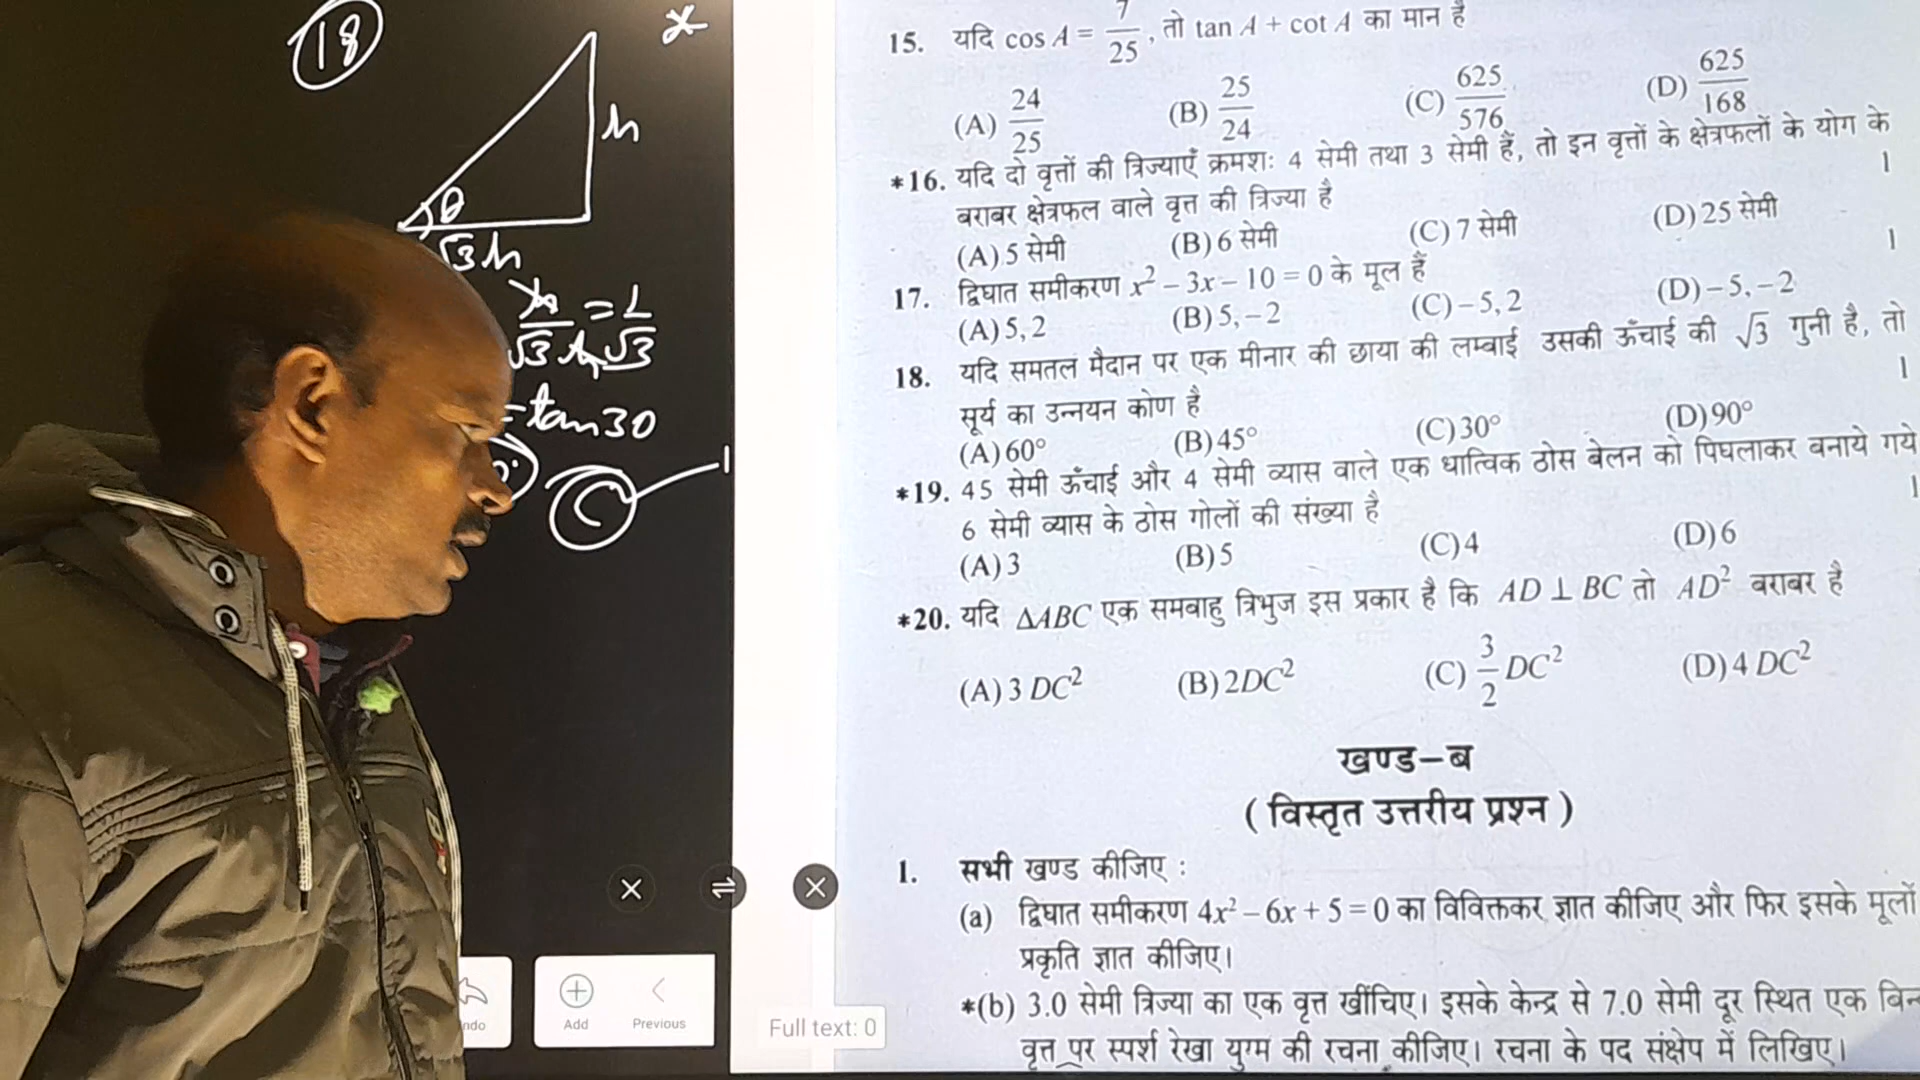 18
h
θ
√3h
h/√3h = 1/√3
= tan30
C
Undo
Add
Previous
Full text: 0
15. यदि cos A = 7/25, तो tan A + cot A का मान है
(A) 24/25 (B) 25/24 (C) 625/576 (D) 625/168
*16. यदि दो वृत्तों की त्रिज्याएँ क्रमशः 4 सेमी तथा 3 सेमी हैं, तो इन वृत्तों के क्षेत्रफलों के योग के
बराबर क्षेत्रफल वाले वृत्त की त्रिज्या है 1
(A) 5 सेमी (B) 6 सेमी (C) 7 सेमी (D) 25 सेमी
17. द्विघात समीकरण x² – 3x – 10 = 0 के मूल हैं 1
(A) 5, 2 (B) 5, – 2 (C) – 5, 2 (D) – 5, – 2
18. यदि समतल मैदान पर एक मीनार की छाया की लम्बाई उसकी ऊँचाई की √3 गुनी है, तो
सूर्य का उन्नयन कोण है 1
(A) 60° (B) 45° (C) 30° (D) 90°
*19. 45 सेमी ऊँचाई और 4 सेमी व्यास वाले एक धात्विक ठोस बेलन को पिघलाकर बनाये गये
6 सेमी व्यास के ठोस गोलों की संख्या है 1
(A) 3 (B) 5 (C) 4 (D) 6
*20. यदि ΔABC एक समबाहु त्रिभुज इस प्रकार है कि AD ⊥ BC तो AD² बराबर है
(A) 3 DC² (B) 2DC² (C) 3/2 DC² (D) 4 DC²
खण्ड–ब
( विस्तृत उत्तरीय प्रश्न )
1. सभी खण्ड कीजिए :
(a) द्विघात समीकरण 4x² – 6x + 5 = 0 का विविक्तकर ज्ञात कीजिए और फिर इसके मूलों
प्रकृति ज्ञात कीजिए।
*(b) 3.0 सेमी त्रिज्या का एक वृत्त खींचिए। इसके केन्द्र से 7.0 सेमी दूर स्थित एक
वृत्त पर स्पर्श रेखा युग्म की रचना कीजिए। रचना के पद संक्षेप में लिखिए।